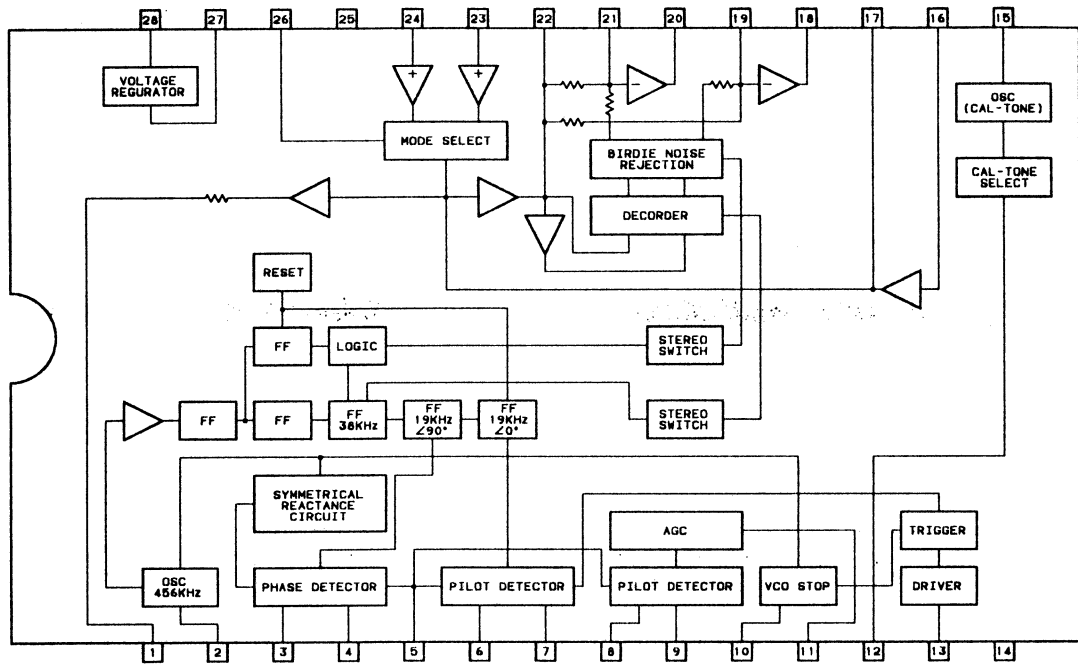 28 27 26 25 24 23 22 21 20 19 18 17 16 15
VOLTAGE
REGURATOR
+ +
- -
OSC
(CAL-TONE)
MODE SELECT
BIRDIE NOISE
REJECTION
CAL-TONE
SELECT
DECORDER
RESET
FF
LOGIC
STEREO
SWITCH
FF
FF
FF
38KHz
FF
19KHz
∠90°
FF
19KHz
∠0°
STEREO
SWITCH
SYMMETRICAL
REACTANCE
CIRCUIT
AGC
TRIGGER
OSC
456KHz
PHASE DETECTOR
PILOT DETECTOR
PILOT DETECTOR
VCO STOP
DRIVER
1 2 3 4 5 6 7 8 9 10 11 12 13 14